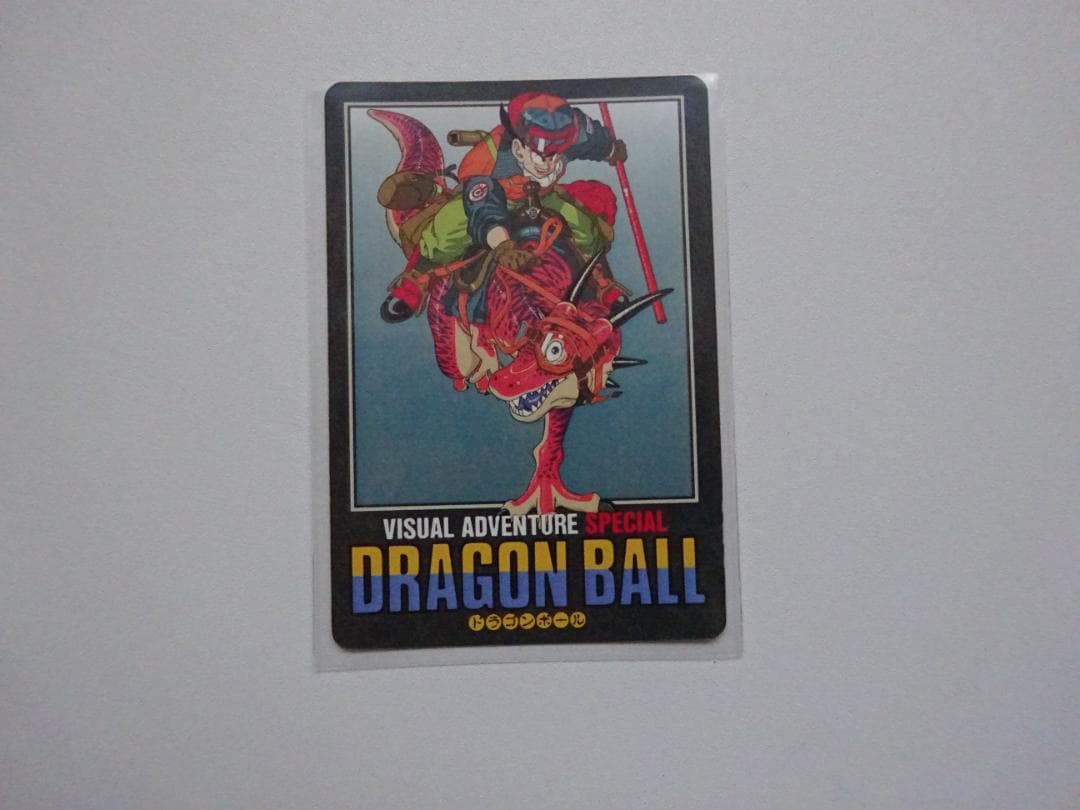 VISUAL ADVENTURE SPECIAL
DRAGON BALL
ドラゴンボール